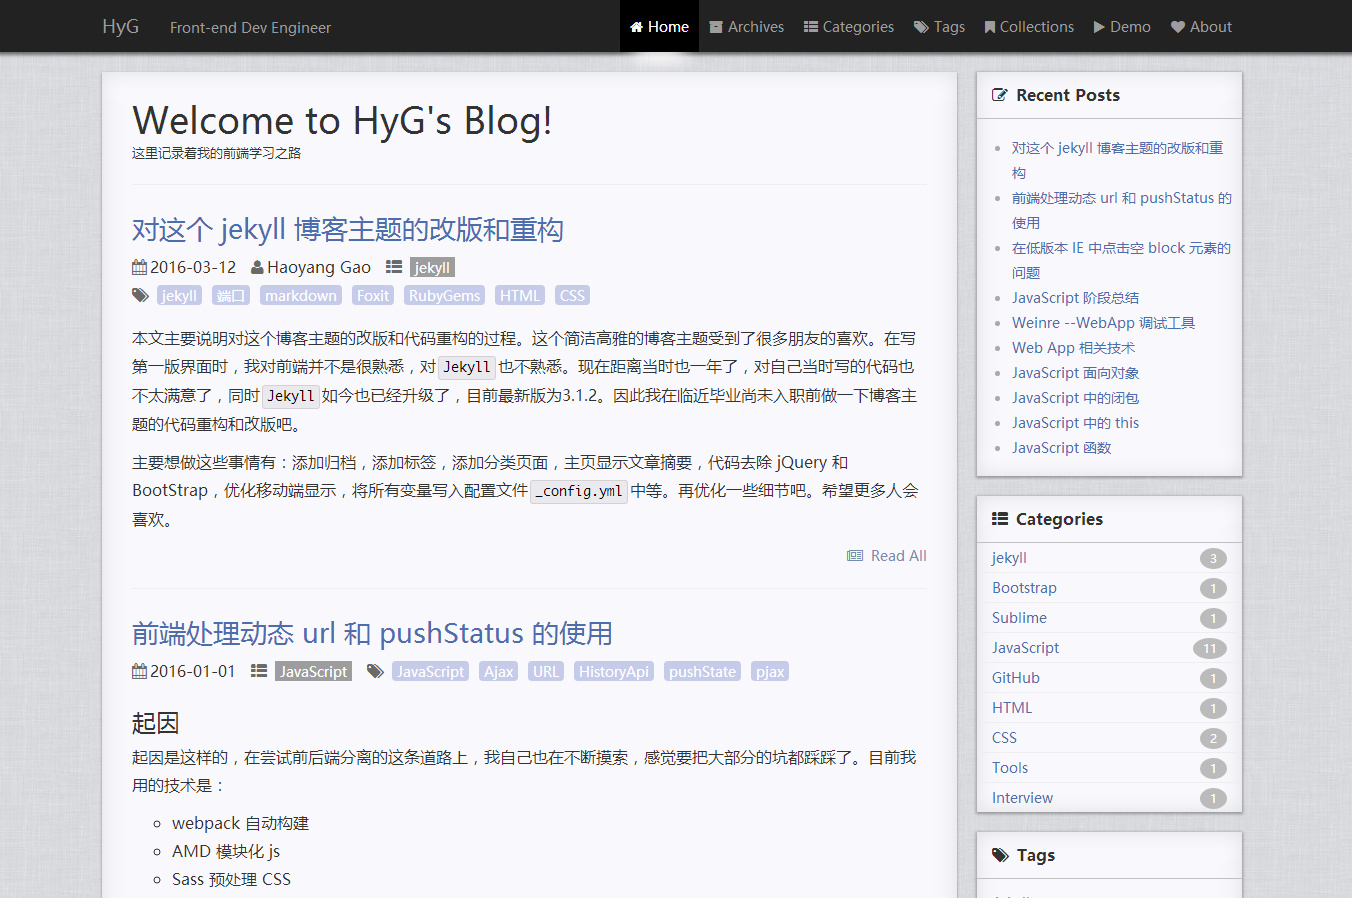 HyG Front-end Dev Engineer Home Archives Categories Tags Collections Demo About
Welcome to HyG's Blog!
这里记录着我的前端学习之路
对这个 jekyll 博客主题的改版和重构
2016-03-12 Haoyang Gao jekyll
jekyll 端口 markdown Foxit RubyGems HTML CSS
本文主要说明对这个博客主题的改版和代码重构的过程。这个简洁高雅的博客主题受到了很多朋友的喜欢。在写
第一版界面时，我对前端并不是很熟悉，对 Jekyll 也不熟悉。现在距离当时也一年了，对自己当时写的代码也
不太满意了，同时 Jekyll 如今也已经升级了，目前最新版为3.1.2。因此我在临近毕业尚未入职前做一下博客主
题的代码重构和改版吧。
主要想做这些事情有：添加归档，添加标签，添加分类页面，主页显示文章摘要，代码去除 jQuery 和
BootStrap，优化移动端显示，将所有变量写入配置文件 _config.yml 中等。再优化一些细节吧。希望更多人会
喜欢。
Read All
前端处理动态 url 和 pushStatus 的使用
2016-01-01 JavaScript JavaScript Ajax URL HistoryApi pushState pjax
起因
起因是这样的，在尝试前后端分离的这条道路上，我自己也在不断摸索，感觉要把大部分的坑都踩踩了。目前我
用的技术是：
webpack 自动构建
AMD 模块化 js
Sass 预处理 CSS
Recent Posts
对这个 jekyll 博客主题的改版和重
构
前端处理动态 url 和 pushStatus 的
使用
在低版本 IE 中点击空 block 元素的
问题
JavaScript 阶段总结
Weinre --WebApp 调试工具
Web App 相关技术
JavaScript 面向对象
JavaScript 中的闭包
JavaScript 中的 this
JavaScript 函数
Categories
jekyll 3
Bootstrap 1
Sublime 1
JavaScript 11
GitHub 1
HTML 1
CSS 2
Tools 1
Interview 1
Tags